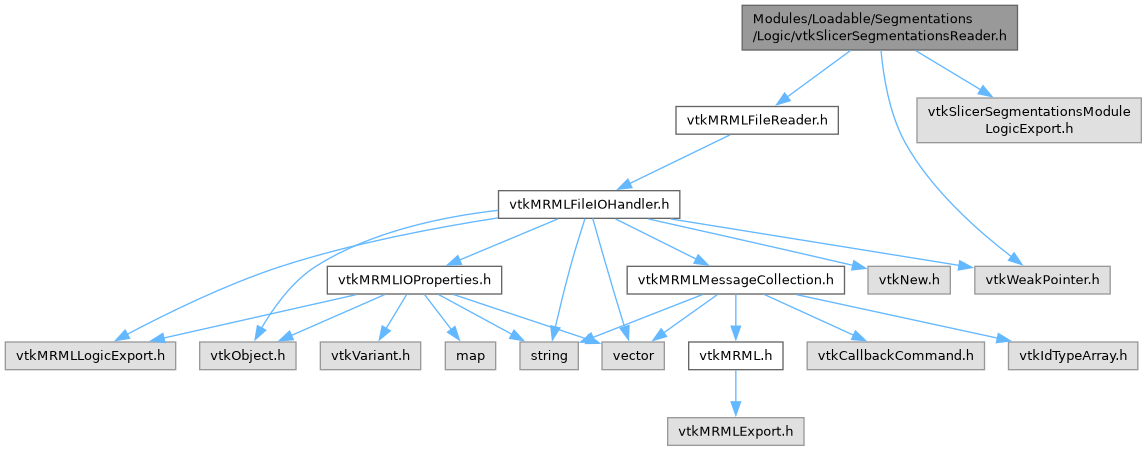 Modules/Loadable/Segmentations
/Logic/vtkSlicerSegmentationsReader.h
vtkMRMLFileReader.h
vtkSlicerSegmentationsModule
LogicExport.h
vtkMRMLFileIOHandler.h
vtkMRMLIOProperties.h
vtkMRMLMessageCollection.h
vtkNew.h
vtkWeakPointer.h
vtkMRMLLogicExport.h
vtkObject.h
vtkVariant.h
map
string
vector
vtkMRML.h
vtkCallbackCommand.h
vtkIdTypeArray.h
vtkMRMLExport.h